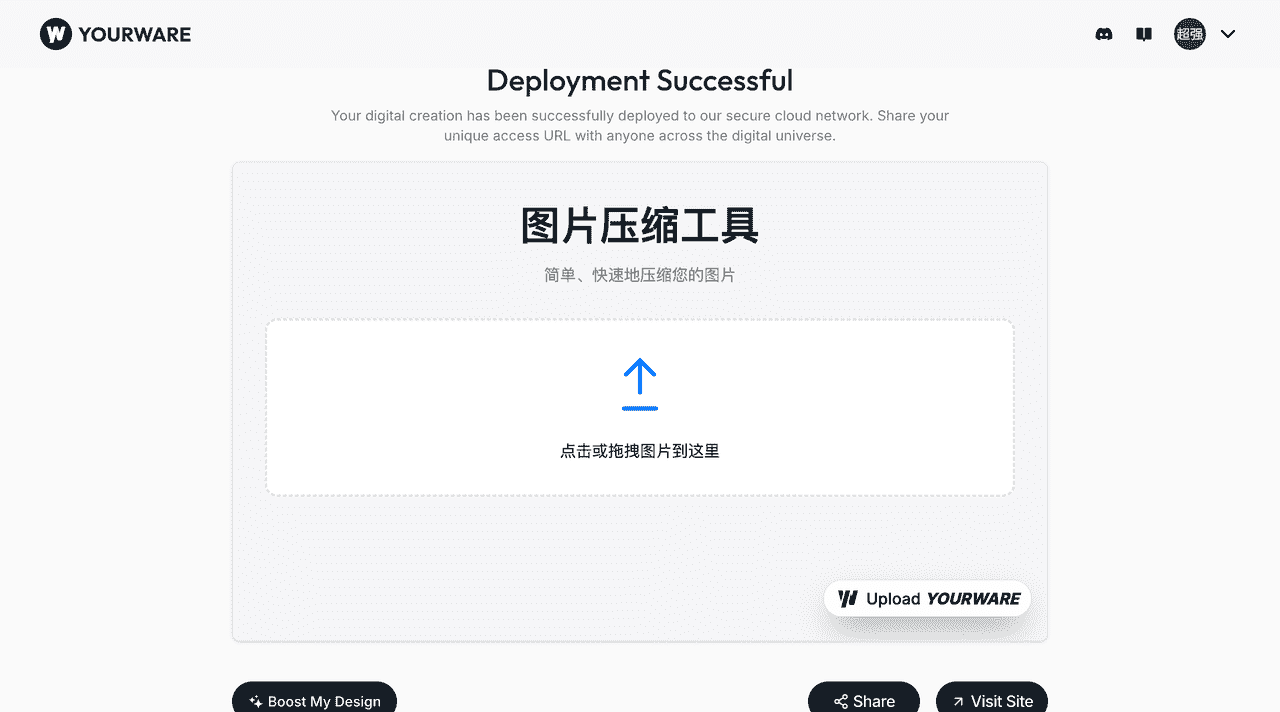 YOURWARE
超强
Deployment Successful
Your digital creation has been successfully deployed to our secure cloud network. Share your
unique access URL with anyone across the digital universe.
图片压缩工具
简单、快速地压缩您的图片
点击或拖拽图片到这里
Upload YOURWARE
Boost My Design
Share
Visit Site